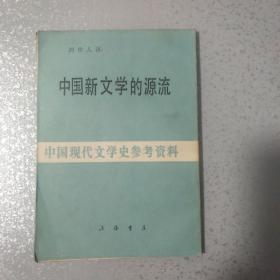 周作人讲
中国新文学的源流
中国现代文学史参考资料
上海书店